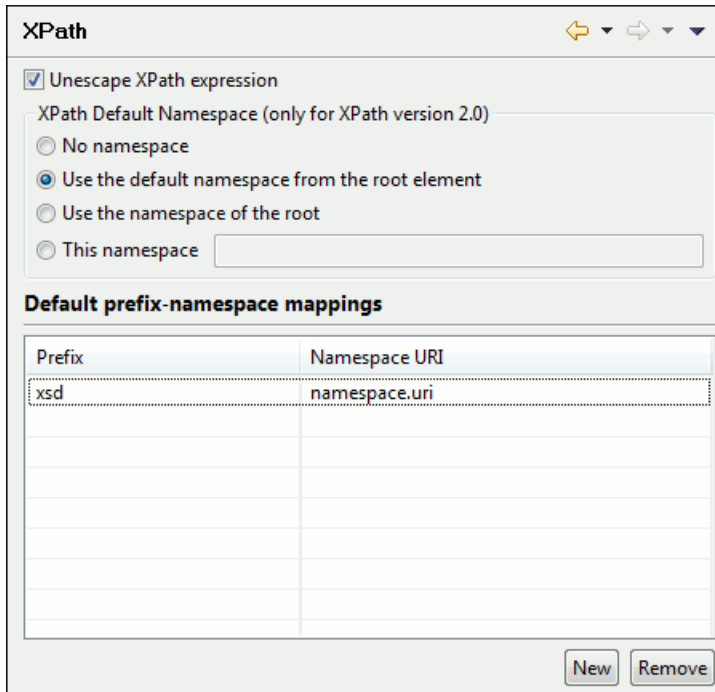 XPath
Unescape XPath expression
XPath Default Namespace (only for XPath version 2.0)
No namespace
Use the default namespace from the root element
Use the namespace of the root
This namespace
Default prefix-namespace mappings
Prefix Namespace URI
xsd namespace.uri
New Remove